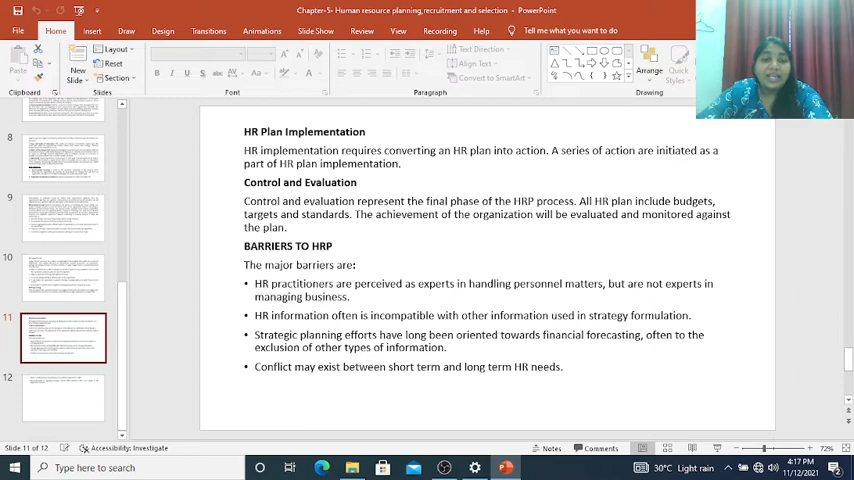 Chapter-5- Human resource planning,recruitment and selection - PowerPoint
File Home Insert Draw Design Transitions Animations Slide Show Review View Recording Help Tell me what you want to do
Paste
New
Slide
Layout
Reset
Section
Text Direction
Align Text
Convert to SmartArt
Arrange Quick
Styles
Clipboard Slides Font Paragraph Drawing
8
9
10
11
12
HR Plan Implementation
HR implementation requires converting an HR plan into action. A series of action are initiated as a
part of HR plan implementation.
Control and Evaluation
Control and evaluation represent the final phase of the HRP process. All HR plan include budgets,
targets and standards. The achievement of the organization will be evaluated and monitored against
the plan.
BARRIERS TO HRP
The major barriers are:
• HR practitioners are perceived as experts in handling personnel matters, but are not experts in
managing business.
• HR information often is incompatible with other information used in strategy formulation.
• Strategic planning efforts have long been oriented towards financial forecasting, often to the
exclusion of other types of information.
• Conflict may exist between short term and long term HR needs.
Slide 11 of 12 Accessibility: Investigate Notes Comments 72%
Type here to search 30°C Light rain 4:17 PM
11/12/2021
2